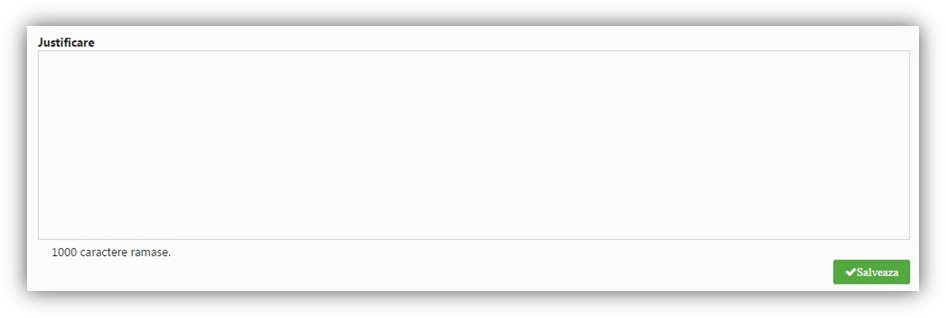 Justificare
1000 caractere ramase.
Salveaza